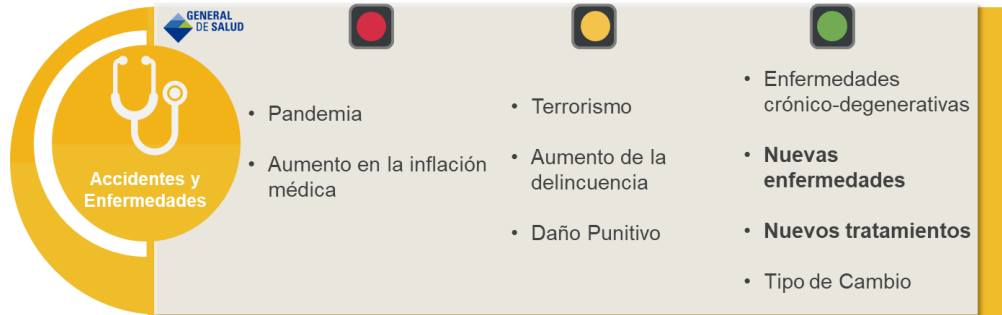 GENERAL
DE SALUD
Accidentes y
Enfermedades
• Pandemia
• Aumento en la inflación
médica
• Terrorismo
• Aumento de la
delincuencia
• Daño Punitivo
• Enfermedades
crónico-degenerativas
• Nuevas
enfermedades
• Nuevos tratamientos
• Tipo de Cambio